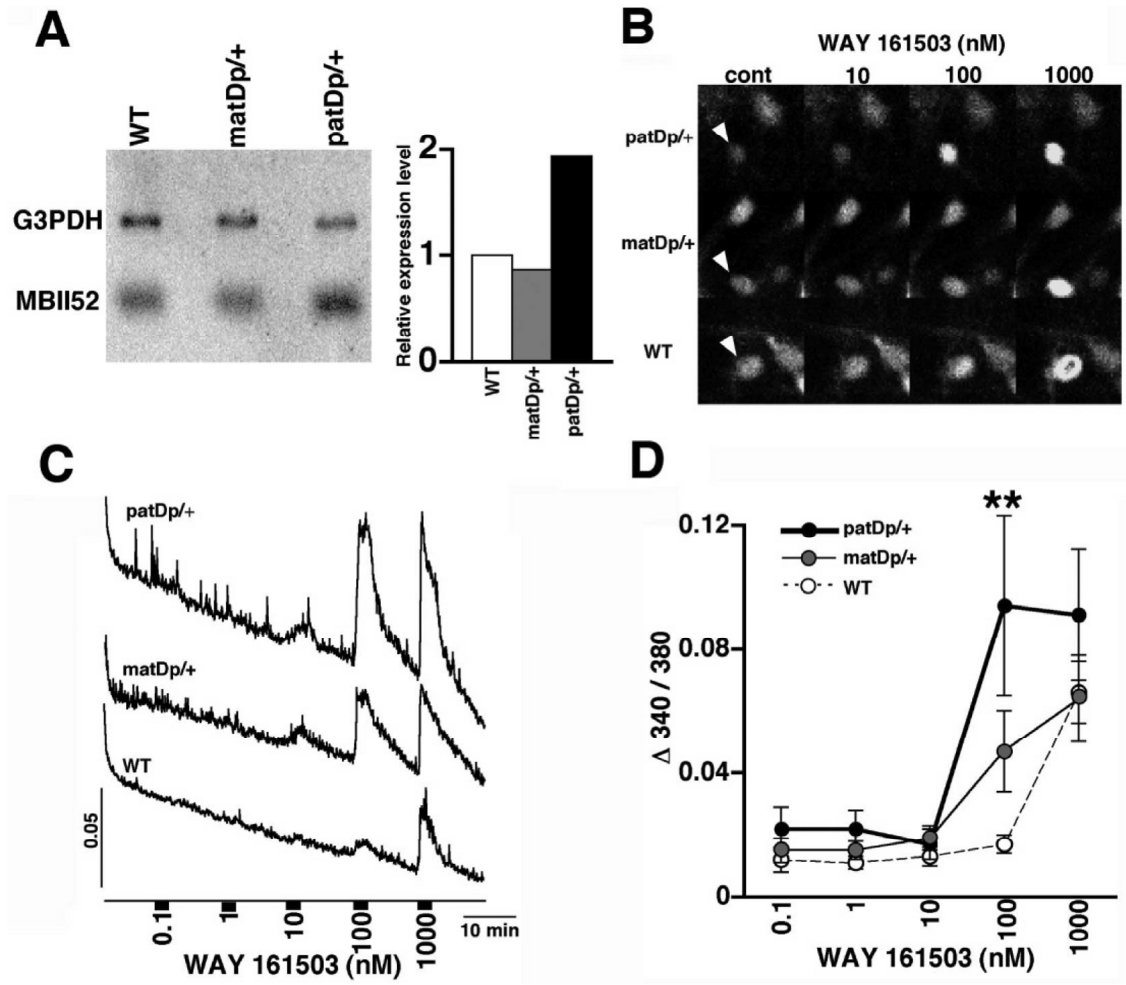 A
WT
matDp/+
patDp/+
G3PDH
MBII52
Relative expression level
2
1
0
WT
matDp/+
patDp/+
B
WAY 161503 (nM)
cont 10 100 1000
patDp/+
matDp/+
WT
C
patDp/+
matDp/+
WT
0.05
0.1 1 10 100 1000
10 min
WAY 161503 (nM)
D
**
patDp/+
matDp/+
WT
0.12
0.08
0.04
0
Δ 340 / 380
0.1 1 10 100 1000
WAY 161503 (nM)